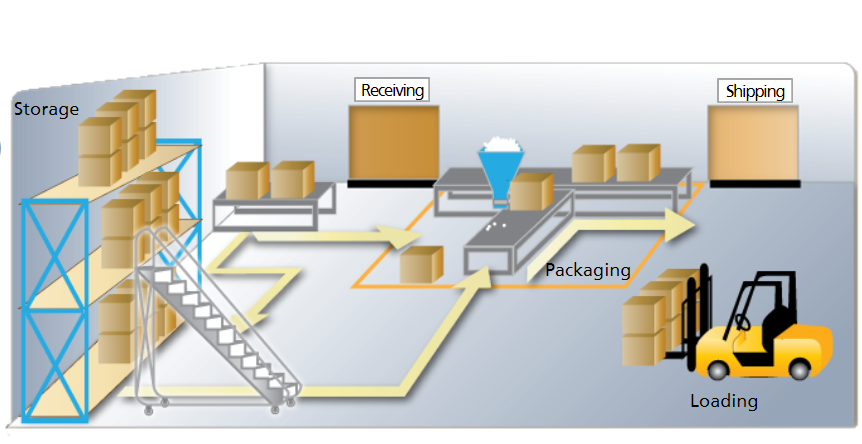 Receiving
Shipping
Storage
Packaging
Loading